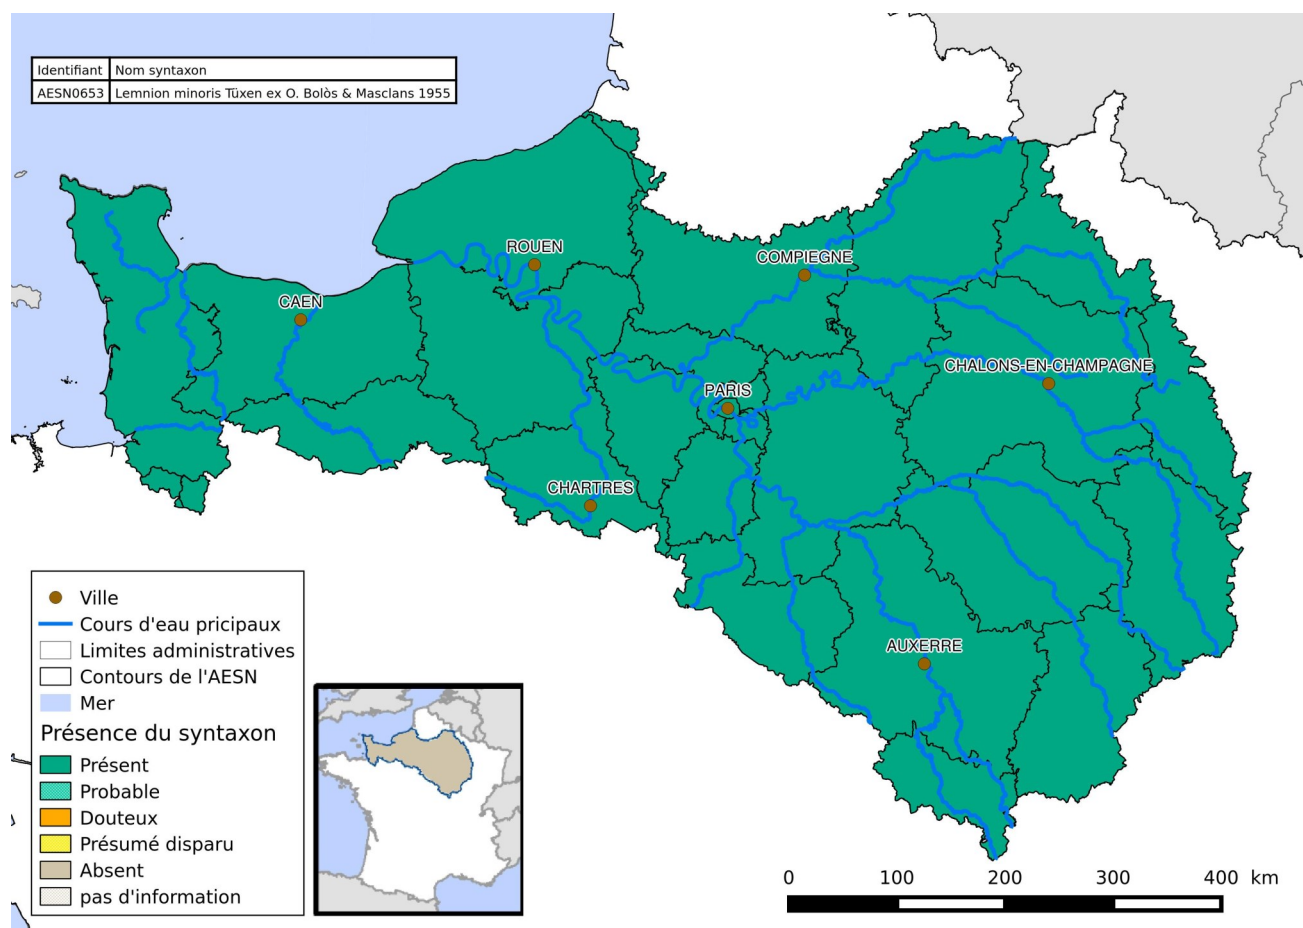 Identifiant Nom syntaxon
AESN0653 Lemnion minoris Tüxen ex O. Bolòs & Masclans 1955
ROUEN
COMPIEGNE
CAEN
CHALONS-EN-CHAMPAGNE
PARIS
CHARTRES
AUXERRE
Ville
Cours d'eau pricipaux
Limites administratives
Contours de l'AESN
Mer
Présence du syntaxon
Présent
Probable
Douteux
Présumé disparu
Absent
pas d'information
0 100 200 300 400 km